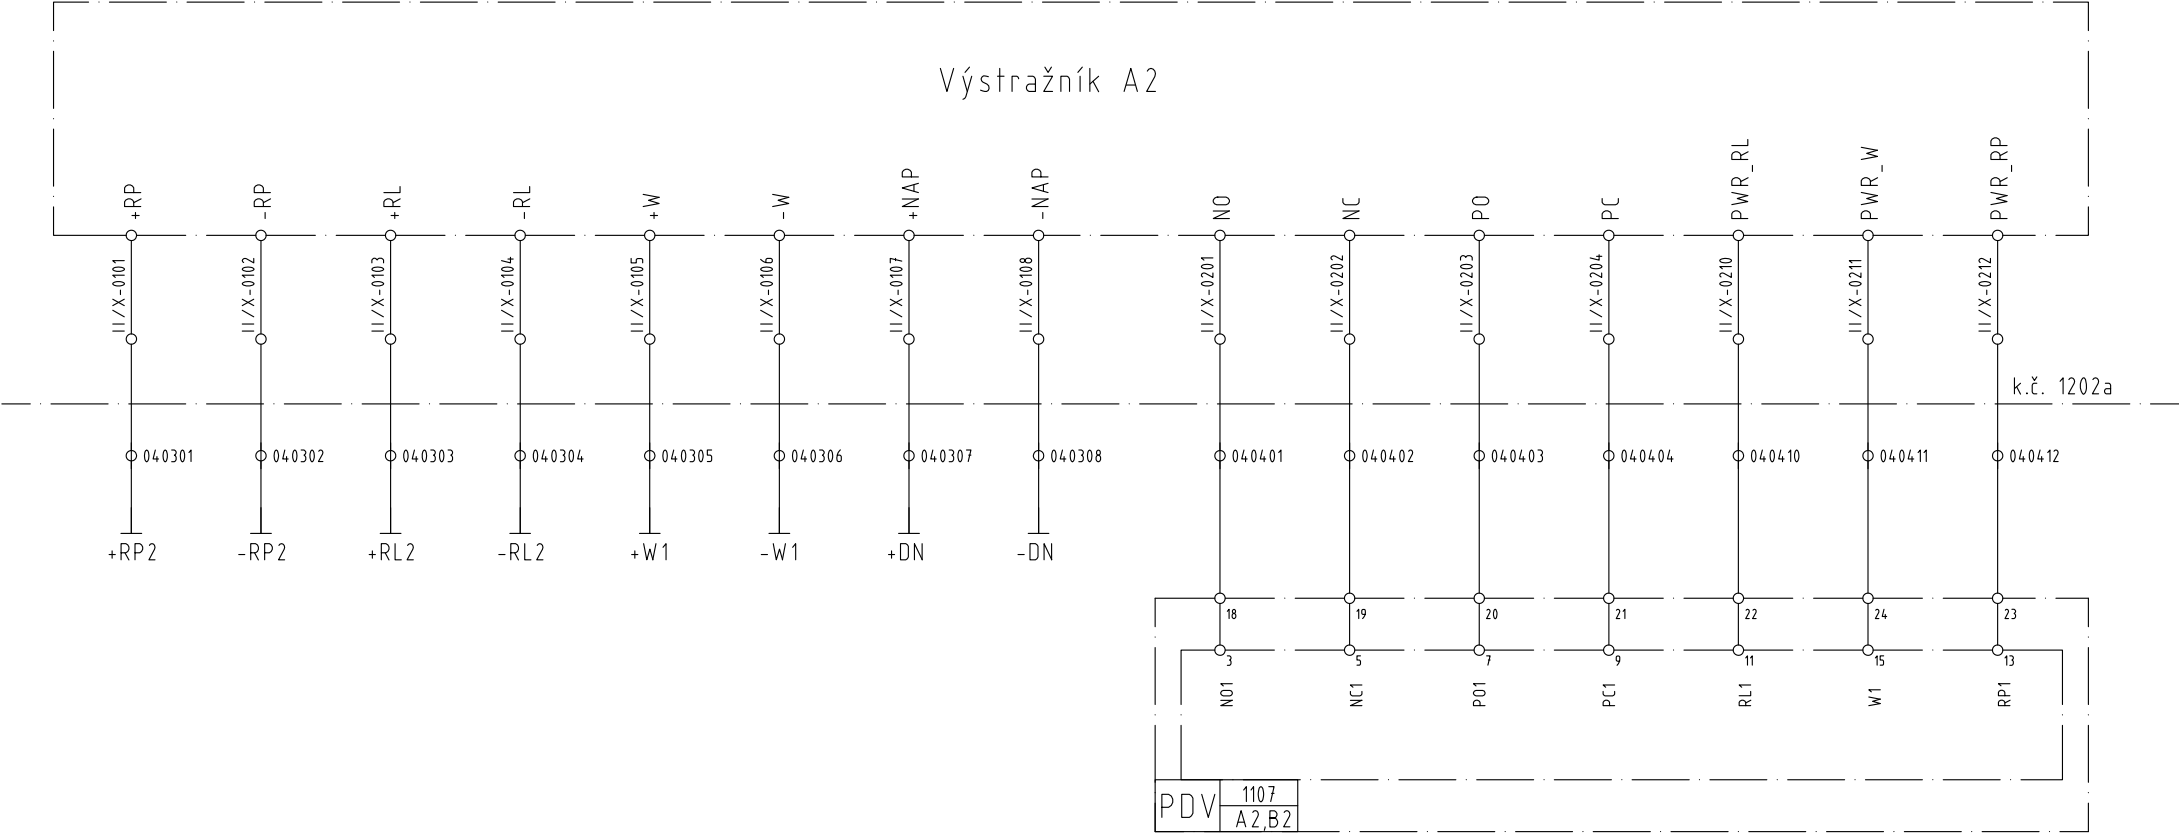 Výstražník A2
+RP -RP +RL -RL +W -W +NAP -NAP NO NC PO PC PWR_RL PWR_W PWR_RP
II/X-0101 II/X-0102 II/X-0103 II/X-0104 II/X-0105 II/X-0106 II/X-0107 II/X-0108 II/X-0201 II/X-0202 II/X-0203 II/X-0204 II/X-0210 II/X-0211 II/X-0212
k.č. 1202a
040301 040302 040303 040304 040305 040306 040307 040308 040401 040402 040403 040404 040410 040411 040412
+RP2 -RP2 +RL2 -RL2 +W1 -W1 +DN -DN
18 19 20 21 22 24 23
3 5 7 9 11 15 13
NO1 NC1 PO1 PC1 RL1 W1 RP1
PDV 1107
A2,B2